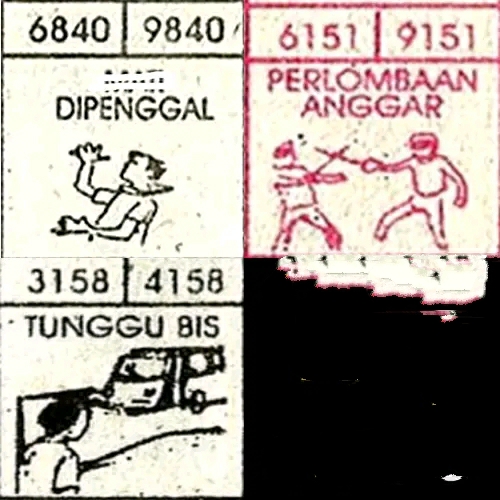 6840 9840
DIPENGGAL
6151 9151
PERLOMBAAN
ANGGAR
3158 4158
TUNGGU BIS